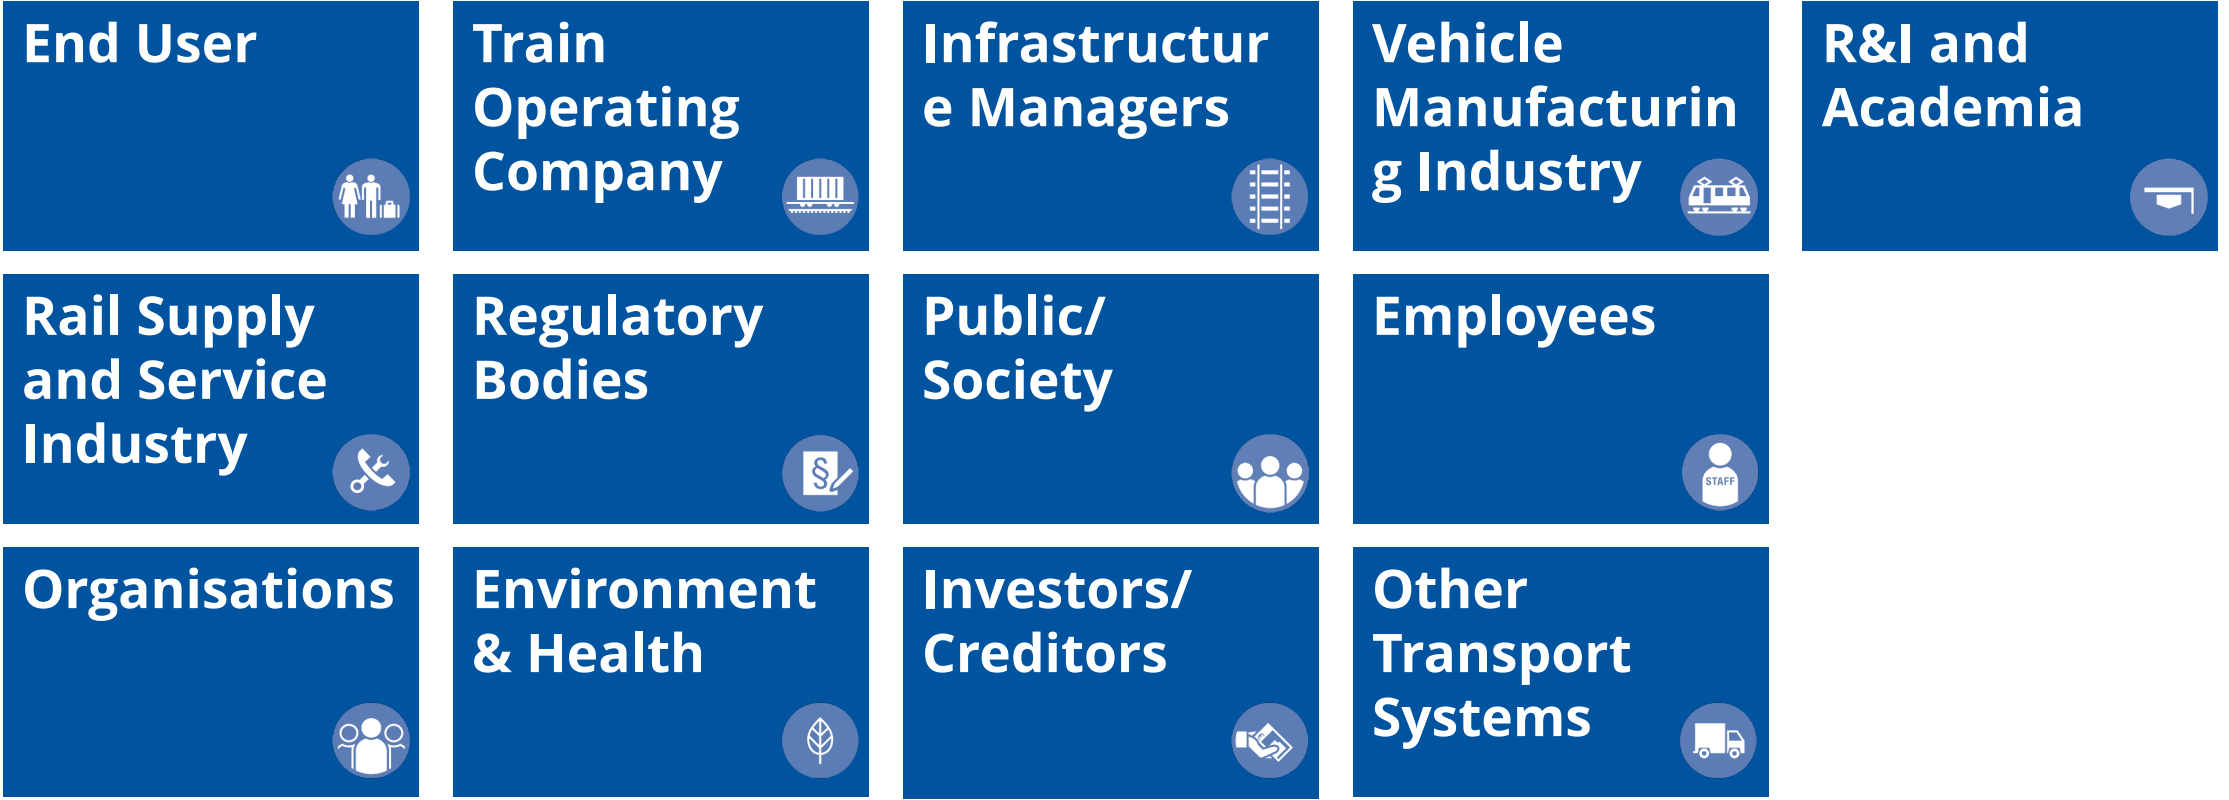 End User
Train
Operating
Company
Infrastructur
e Managers
Vehicle
Manufacturin
g Industry
R&I and
Academia
Rail Supply
and Service
Industry
Regulatory
Bodies
§
Public/
Society
Employees
STAFF
Organisations
Environment
& Health
Investors/
Creditors
Other
Transport
Systems